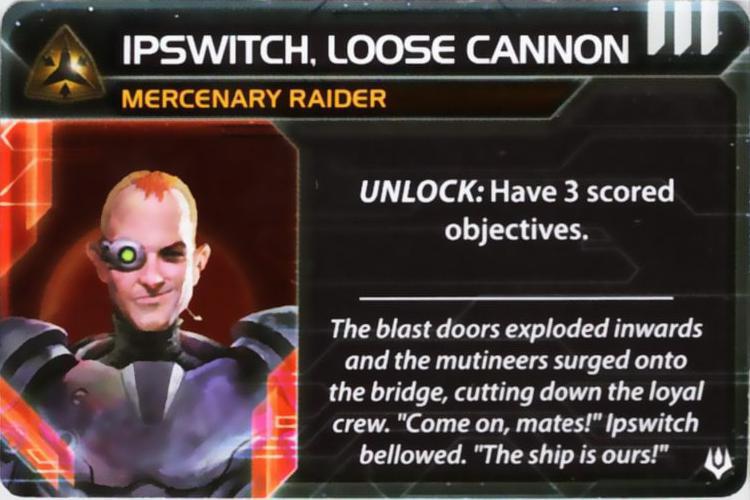 IPSWITCH, LOOSE CANNON
MERCENARY RAIDER
UNLOCK: Have 3 scored
objectives.
The blast doors exploded inwards
and the mutineers surged onto
the bridge, cutting down the loyal
crew. "Come on, mates!" Ipswitch
bellowed. "The ship is ours!"